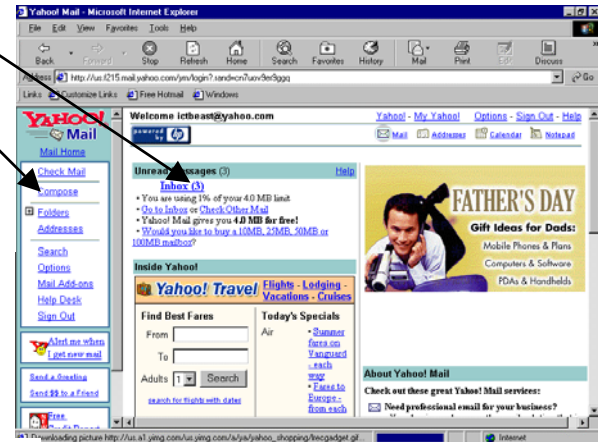 Yahoo! Mail - Microsoft Internet Explorer
File Edit View Favorites Tools Help
Back Forward Stop Refresh Home Search Favorites History Mail Print Edit Discuss
Address http://us.f215.mail.yahoo.com/ym/login?.rand=cn7uov9er3gqq Go
Links Customize Links Free Hotmail Windows
YAHOO! Mail
Mail Home
Check Mail
Compose
Folders
Addresses
Search
Options
Mail Add-ons
Help Desk
Sign Out
Alert me when
I get new mail
Send a Greeting
Send $$ to a Friend
Free
Welcome ictbeast@yahoo.com
Yahoo! - My Yahoo! Options - Sign Out - Help
powered by hp
Mail Addresses Calendar Notepad
Unread Messages (3) Help
Inbox (3)
• You are using 1% of your 4.0 MB limit
• Go to Inbox or Check Other Mail
• Yahoo! Mail gives you 4.0 MB for free!
• Would you like to buy a 10MB, 25MB, 50MB or
100MB mailbox?
Inside Yahoo!
Yahoo! Travel Flights - Lodging -
Vacations - Cruises
Find Best Fares
From
To
Adults 1 Search
search for flights with dates
Today's Specials
Air • Summer
fares on
Vanguard
- each
way
• Fares to
Europe -
from each
FATHER'S DAY
Gift Ideas for Dads:
Mobile Phones & Plans
Computers & Software
PDAs & Handhelds
About Yahoo! Mail
Check out these great Yahoo! Mail services:
Need professional email for your business?
Downloading picture http://us.a1.yimg.com/us.yimg.com/a/ya/yahoo_shopping/lrecgadget.gif... Internet